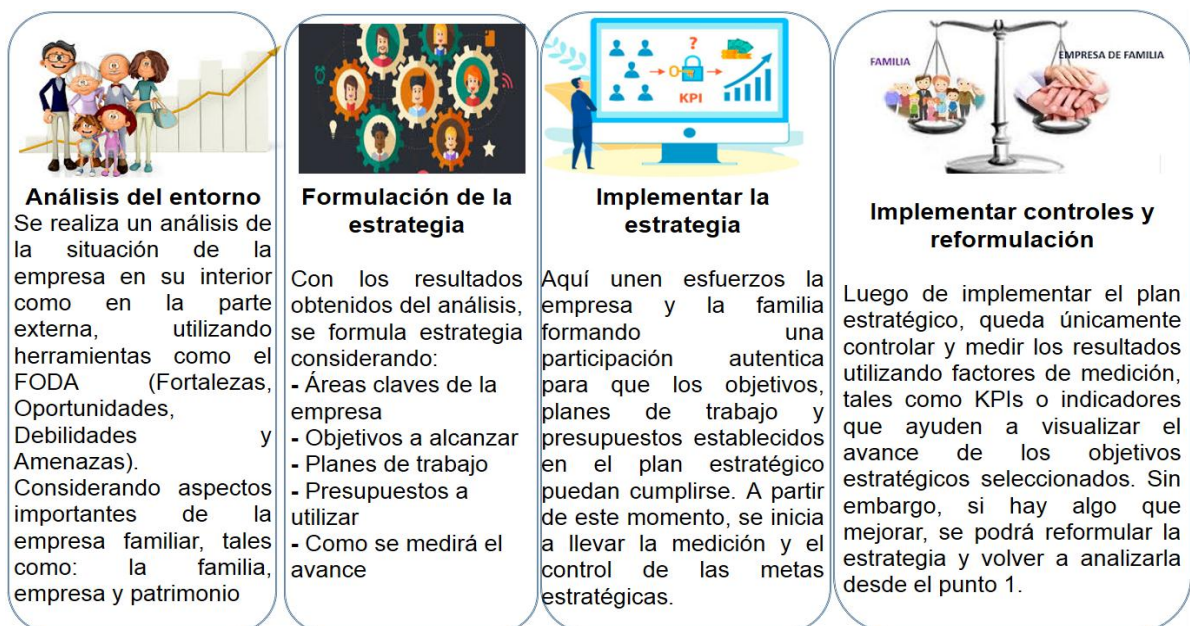 Análisis del entorno
Se realiza un análisis de
la situación de la
empresa en su interior
como en la parte
externa, utilizando
herramientas como el
FODA (Fortalezas,
Oportunidades,
Debilidades y
Amenazas).
Considerando aspectos
importantes de la
empresa familiar, tales
como: la familia,
empresa y patrimonio
Formulación de la
estrategia
Con los resultados
obtenidos del análisis,
se formula estrategia
considerando:
- Áreas claves de la
empresa
- Objetivos a alcanzar
- Planes de trabajo
- Presupuestos a
utilizar
- Como se medirá el
avance
?
KPI
Implementar la
estrategia
Aquí unen esfuerzos la
empresa y la familia
formando una
participación autentica
para que los objetivos,
planes de trabajo y
presupuestos establecidos
en el plan estratégico
puedan cumplirse. A partir
de este momento, se inicia
a llevar la medición y el
control de las metas
estratégicas.
FAMILIA
EMPRESA DE FAMILIA
Implementar controles y
reformulación
Luego de implementar el plan
estratégico, queda únicamente
controlar y medir los resultados
utilizando factores de medición,
tales como KPIs o indicadores
que ayuden a visualizar el
avance de los objetivos
estratégicos seleccionados. Sin
embargo, si hay algo que
mejorar, se podrá reformular la
estrategia y volver a analizarla
desde el punto 1.